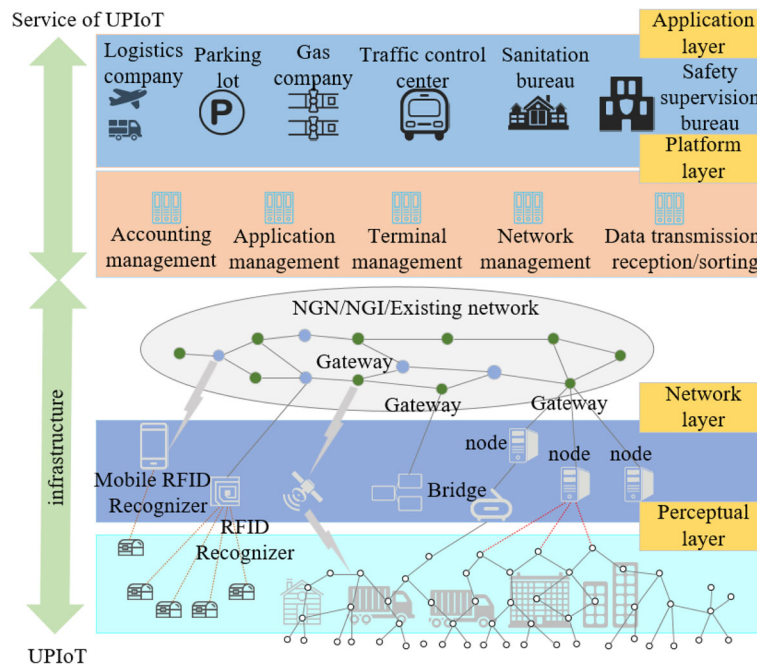 Service of UPIoT
Application
layer
Logistics
company
Parking
lot
Gas
company
Traffic control
center
Sanitation
bureau
Safety
supervision
bureau
P
Platform
layer
Accounting
management
Application
management
Terminal
management
Network
management
Data transmission
reception/sorting
NGN/NGI/Existing network
Gateway
Gateway
Gateway
infrastructure
Network
layer
node
node
node
Mobile RFID
Recognizer
Bridge
RFID
Recognizer
Perceptual
layer
UPIoT